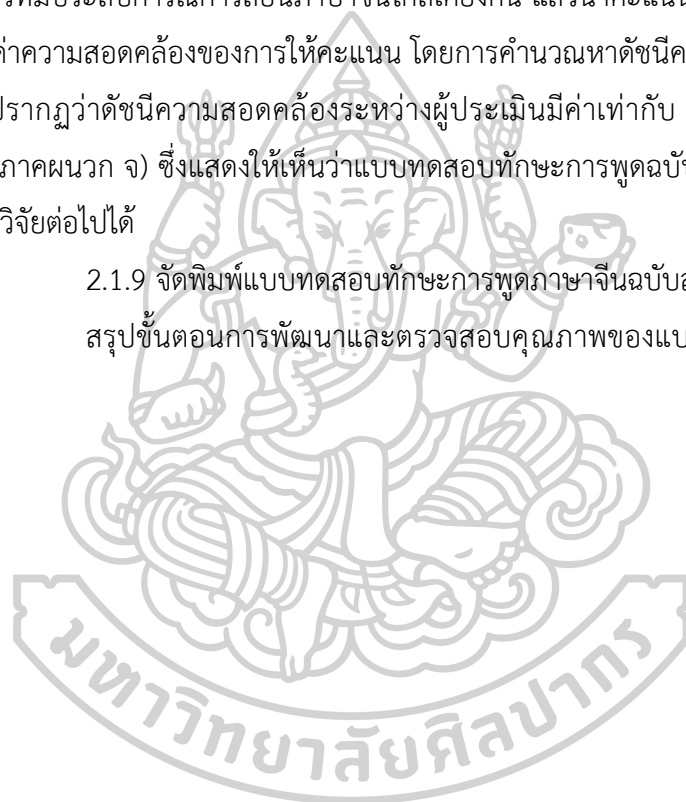 ที่มีประสบการณ์การสอนภาษาจีนใกล้เคียงกัน แล้วนำคะแนน
ค่าความสอดคล้องของการให้คะแนน โดยการคำนวณหาดัชนีค
ปรากฏว่าดัชนีความสอดคล้องระหว่างผู้ประเมินมีค่าเท่ากับ
ภาคผนวก จ) ซึ่งแสดงให้เห็นว่าแบบทดสอบทักษะการพูดฉบับ
วิจัยต่อไปได้
2.1.9 จัดพิมพ์แบบทดสอบทักษะการพูดภาษาจีนฉบับส
สรุปขั้นตอนการพัฒนาและตรวจสอบคุณภาพของแบ
มหาวิทยาลัยศิลปากร